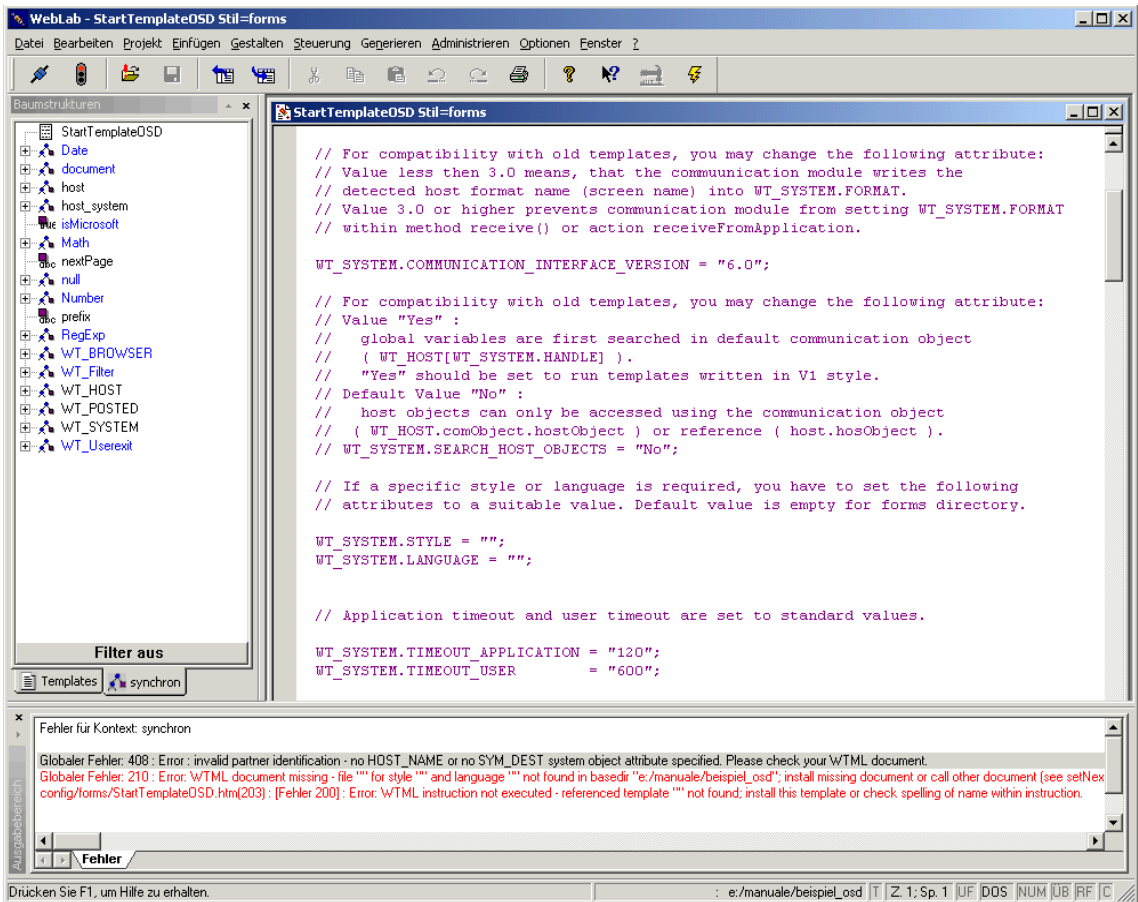 WebLab - StartTemplateOSD Stil=forms
Datei Bearbeiten Projekt Einfügen Gestalten Steuerung Generieren Administrieren Optionen Fenster ?
Baumstrukturen
StartTemplateOSD
Date
document
host
host_system
True isMicrosoft
Math
abc nextPage
null
Number
abc prefix
RegExp
WT_BROWSER
WT_Filter
WT_HOST
WT_POSTED
WT_SYSTEM
WT_Userexit
Filter aus
Templates synchron
StartTemplateOSD Stil=forms
// For compatibility with old templates, you may change the following attribute:
// Value less then 3.0 means, that the commuunication module writes the
// detected host format name (screen name) into WT_SYSTEM.FORMAT.
// Value 3.0 or higher prevents communication module from setting WT_SYSTEM.FORMAT
// within method receive() or action receiveFromApplication.
WT_SYSTEM.COMMUNICATION_INTERFACE_VERSION = "6.0";
// For compatibility with old templates, you may change the following attribute:
// Value "Yes" :
//   global variables are first searched in default communication object
//   ( WT_HOST[WT_SYSTEM.HANDLE] ).
//   "Yes" should be set to run templates written in V1 style.
// Default Value "No" :
//   host objects can only be accessed using the communication object
//  ( WT_HOST.comObject.hostObject ) or reference ( host.hosObject ).
// WT_SYSTEM.SEARCH_HOST_OBJECTS = "No";
// If a specific style or language is required, you have to set the following
// attributes to a suitable value. Default value is empty for forms directory.
WT_SYSTEM.STYLE = "";
WT_SYSTEM.LANGUAGE = "";
// Application timeout and user timeout are set to standard values.
WT_SYSTEM.TIMEOUT_APPLICATION = "120";
WT_SYSTEM.TIMEOUT_USER        = "600";
Ausgabebereich
Fehler für Kontext: synchron
Globaler Fehler: 408 : Error : invalid partner identification - no HOST_NAME or no SYM_DEST system object attribute specified. Please check your WTML document.
Globaler Fehler: 210 : Error: WTML document missing - file "" for style "" and language "" not found in basedir "e:/manuale/beispiel_osd"; install missing document or call other document (see setNex
config/forms/StartTemplateOSD.htm(203) : [Fehler 200] : Error: WTML instruction not executed - referenced template "" not found; install this template or check spelling of name within instruction.
Fehler
Drücken Sie F1, um Hilfe zu erhalten.
: e:/manuale/beispiel_osd T Z. 1; Sp. 1 UF DOS NUM ÜB RF C